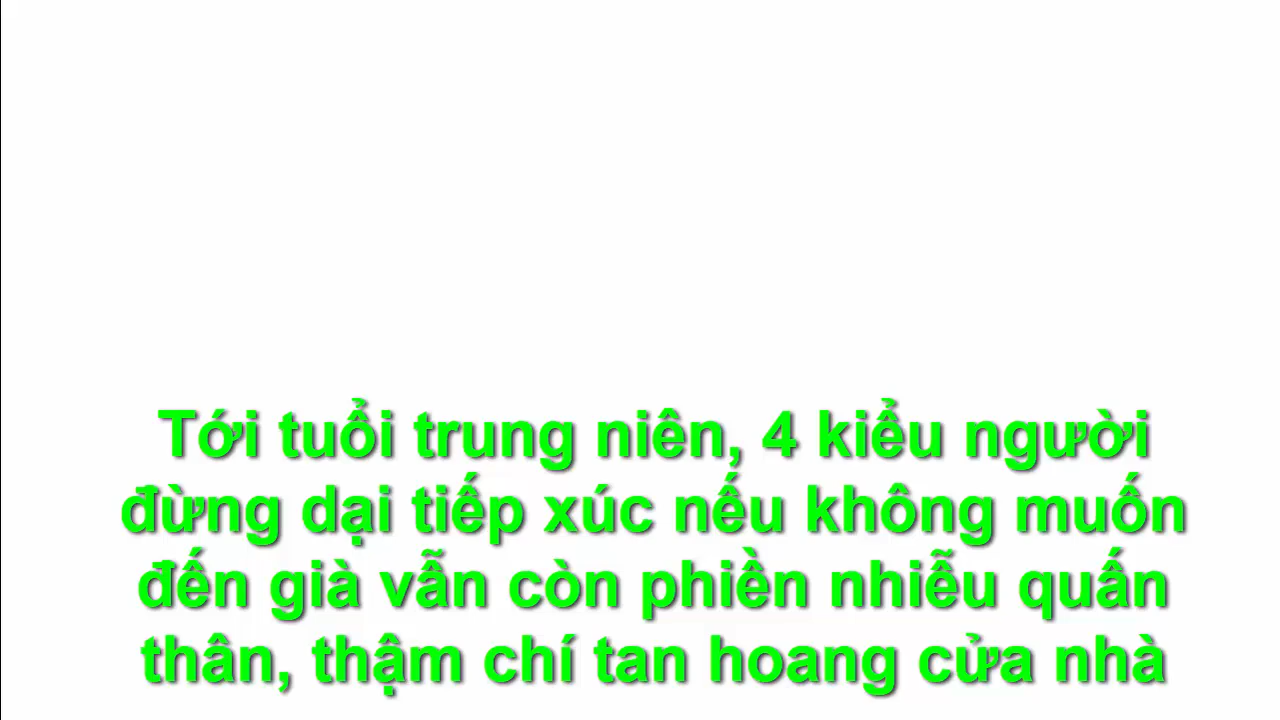 Tới tuổi trung niên, 4 kiểu người
đừng dại tiếp xúc nếu không muốn
đến già vẫn còn phiền nhiễu quấn
thân, thậm chí tan hoang cửa nhà